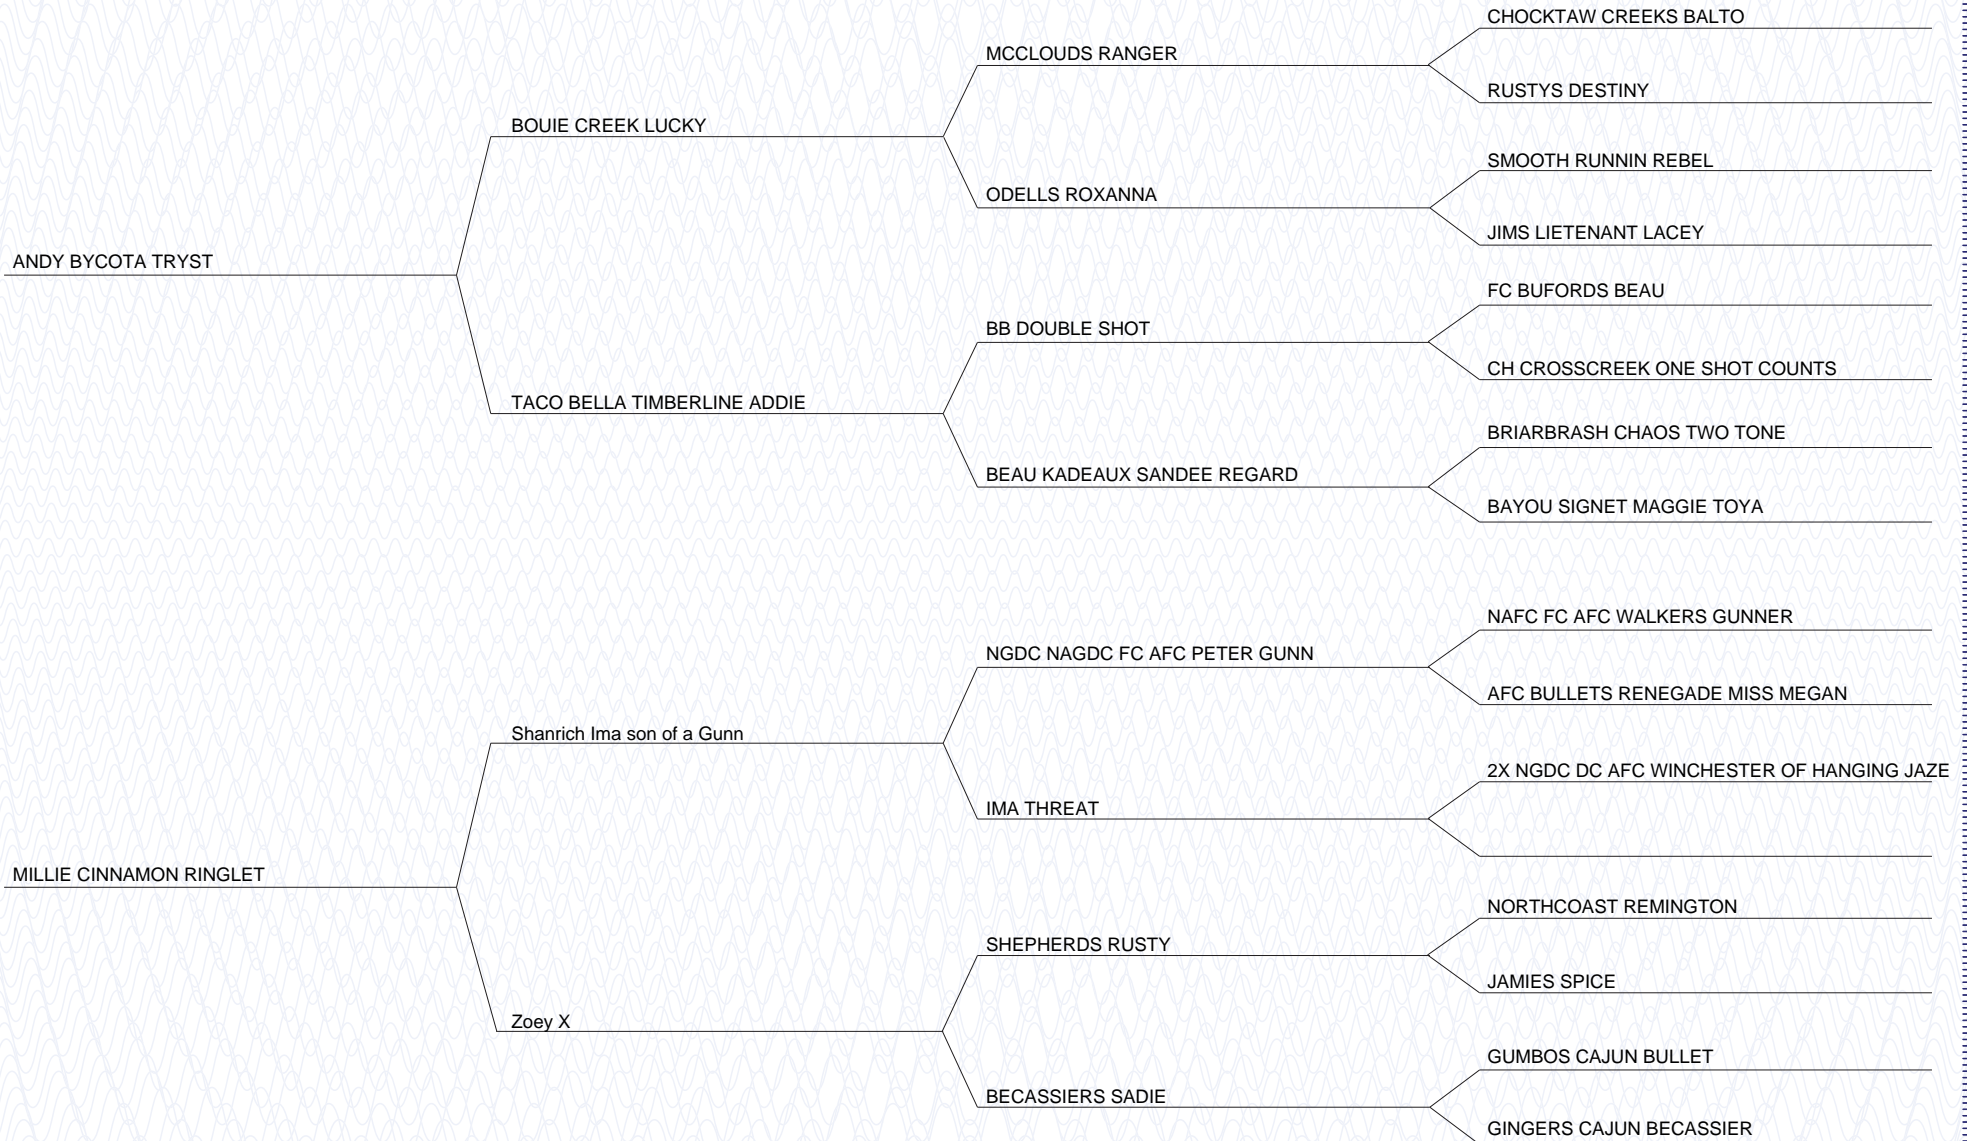 CHOCKTAW CREEKS BALTO
MCCLOUDS RANGER
RUSTYS DESTINY
BOUIE CREEK LUCKY
SMOOTH RUNNIN REBEL
ODELLS ROXANNA
JIMS LIETENANT LACEY
ANDY BYCOTA TRYST
FC BUFORDS BEAU
BB DOUBLE SHOT
CH CROSSCREEK ONE SHOT COUNTS
TACO BELLA TIMBERLINE ADDIE
BRIARBRASH CHAOS TWO TONE
BEAU KADEAUX SANDEE REGARD
BAYOU SIGNET MAGGIE TOYA
NAFC FC AFC WALKERS GUNNER
NGDC NAGDC FC AFC PETER GUNN
AFC BULLETS RENEGADE MISS MEGAN
Shanrich Ima son of a Gunn
2X NGDC DC AFC WINCHESTER OF HANGING JAZE
IMA THREAT
MILLIE CINNAMON RINGLET
NORTHCOAST REMINGTON
SHEPHERDS RUSTY
JAMIES SPICE
Zoey X
GUMBOS CAJUN BULLET
BECASSIERS SADIE
GINGERS CAJUN BECASSIER